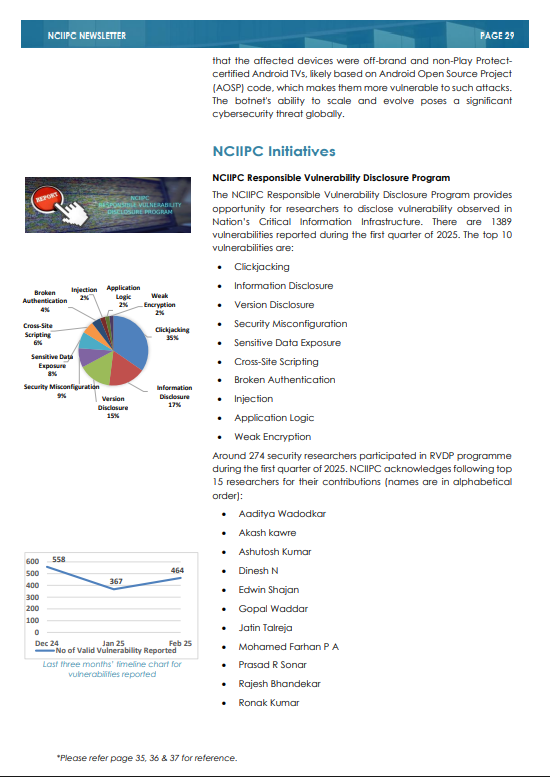 NCIIPC NEWSLETTER PAGE 29
that the affected devices were off-brand and non-Play Protect-
certified Android TVs, likely based on Android Open Source Project
(AOSP) code, which makes them more vulnerable to such attacks.
The botnet's ability to scale and evolve poses a significant
cybersecurity threat globally.
NCIIPC Initiatives
NCIIPC Responsible Vulnerability Disclosure Program
REPORT
NCIIPC
RESPONSIVE VULNERABILITY
DISCLOSURE PROGRAM
The NCIIPC Responsible Vulnerability Disclosure Program provides
opportunity for researchers to disclose vulnerability observed in
Nation's Critical Information Infrastructure. There are 1389
vulnerabilities reported during the first quarter of 2025. The top 10
vulnerabilities are:
• Clickjacking
• Information Disclosure
• Version Disclosure
• Security Misconfiguration
• Sensitive Data Exposure
• Cross-Site Scripting
• Broken Authentication
• Injection
• Application Logic
• Weak Encryption
Broken
Authentication
4%
Injection
2%
Application
Logic
2%
Weak
Encryption
2%
Cross-Site
Scripting
6%
Clickjacking
35%
Sensitive Data
Exposure
8%
Security Misconfiguration
9%
Version
Disclosure
15%
Information
Disclosure
17%
Around 274 security researchers participated in RVDP programme
during the first quarter of 2025. NCIIPC acknowledges following top
15 researchers for their contributions (names are in alphabetical
order):
• Aaditya Wadodkar
• Akash kawre
• Ashutosh Kumar
• Dinesh N
• Edwin Shajan
• Gopal Waddar
• Jatin Talreja
• Mohamed Farhan P A
• Prasad R Sonar
• Rajesh Bhandekar
• Ronak Kumar
600
500
400
300
200
100
0
558
367
464
Dec 24 Jan 25 Feb 25
No of Valid Vulnerability Reported
Last three months' timeline chart for
vulnerabilities reported
*Please refer page 35, 36 & 37 for reference.